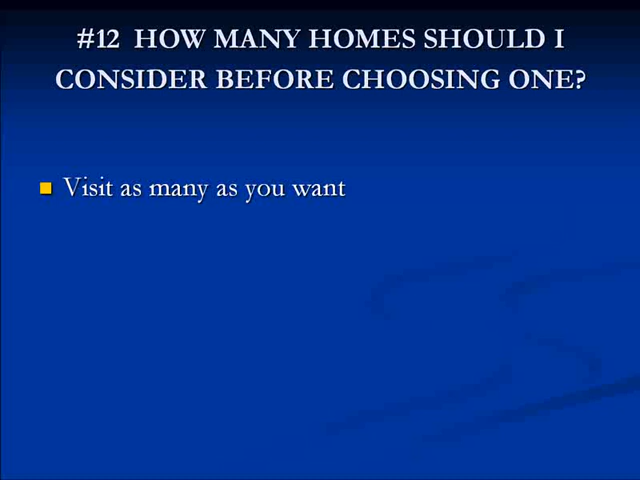 #12 HOW MANY HOMES SHOULD I
CONSIDER BEFORE CHOOSING ONE?
Visit as many as you want